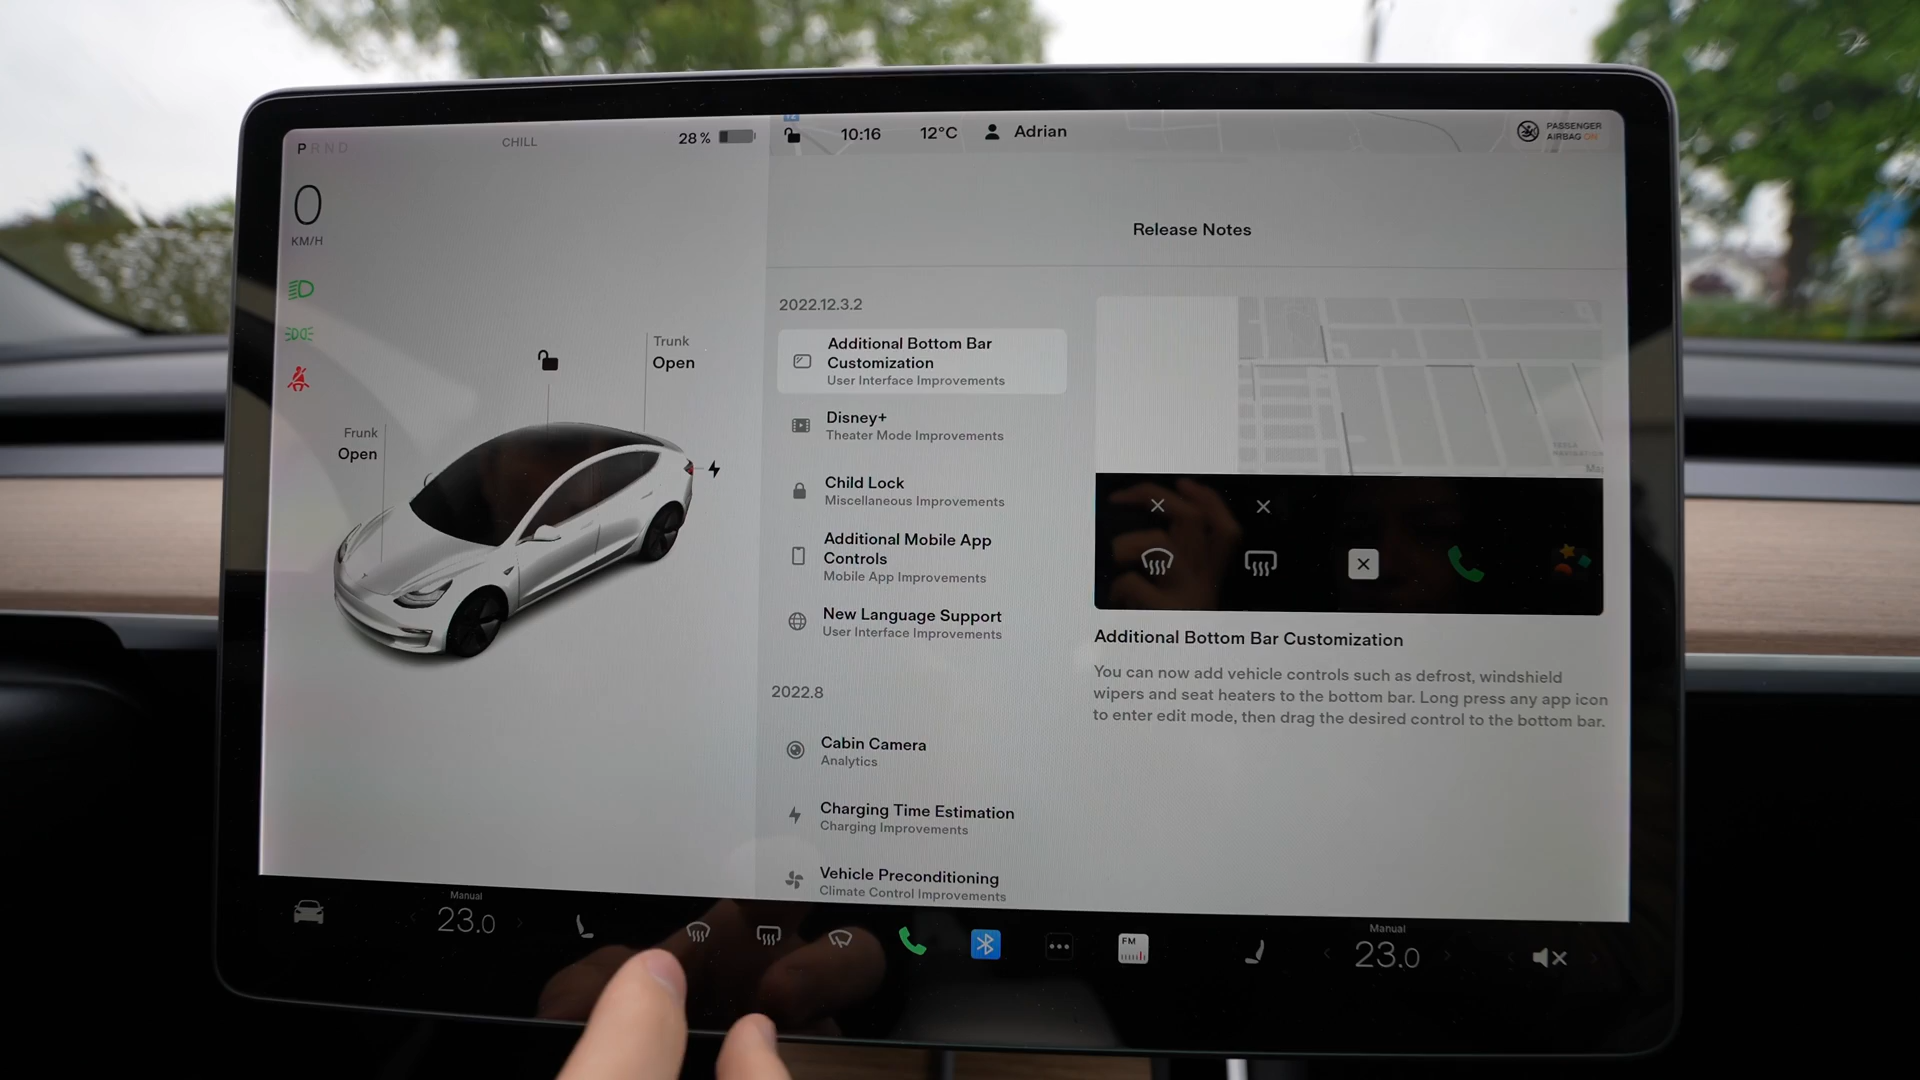 PRND
CHILL
28 %
10:16
12°C
Adrian
PASSENGER
AIRBAG ON
0
KM/H
Trunk
Open
Frunk
Open
Release Notes
2022.12.3.2
Additional Bottom Bar
Customization
User Interface Improvements
Disney+
Theater Mode Improvements
Child Lock
Miscellaneous Improvements
Additional Mobile App
Controls
Mobile App Improvements
New Language Support
User Interface Improvements
2022.8
Cabin Camera
Analytics
Charging Time Estimation
Charging Improvements
Vehicle Preconditioning
Climate Control Improvements
Additional Bottom Bar Customization
You can now add vehicle controls such as defrost, windshield
wipers and seat heaters to the bottom bar. Long press any app icon
to enter edit mode, then drag the desired control to the bottom bar.
Manual
23.0
FM
Manual
23.0